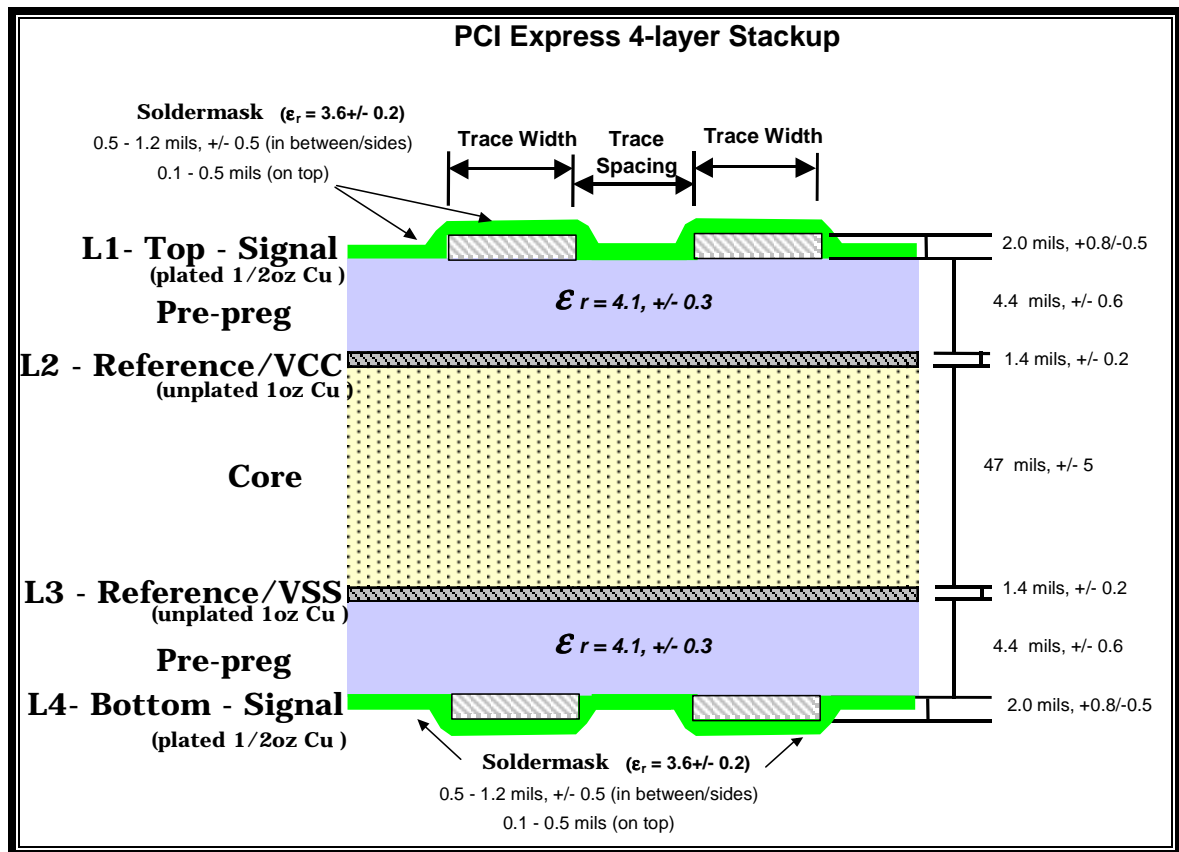 PCI Express 4-layer Stackup
Soldermask (εr = 3.6+/- 0.2)
0.5 - 1.2 mils, +/- 0.5 (in between/sides)
0.1 - 0.5 mils (on top)
Trace Width
Trace
Spacing
Trace Width
L1- Top - Signal
(plated 1/2oz Cu )
2.0 mils, +0.8/-0.5
Pre-preg
ε r = 4.1, +/- 0.3
4.4 mils, +/- 0.6
L2 - Reference/VCC
(unplated 1oz Cu )
1.4 mils, +/- 0.2
Core
47 mils, +/- 5
L3 - Reference/VSS
(unplated 1oz Cu )
1.4 mils, +/- 0.2
Pre-preg
ε r = 4.1, +/- 0.3
4.4 mils, +/- 0.6
L4- Bottom - Signal
(plated 1/2oz Cu )
2.0 mils, +0.8/-0.5
Soldermask (εr = 3.6+/- 0.2)
0.5 - 1.2 mils, +/- 0.5 (in between/sides)
0.1 - 0.5 mils (on top)